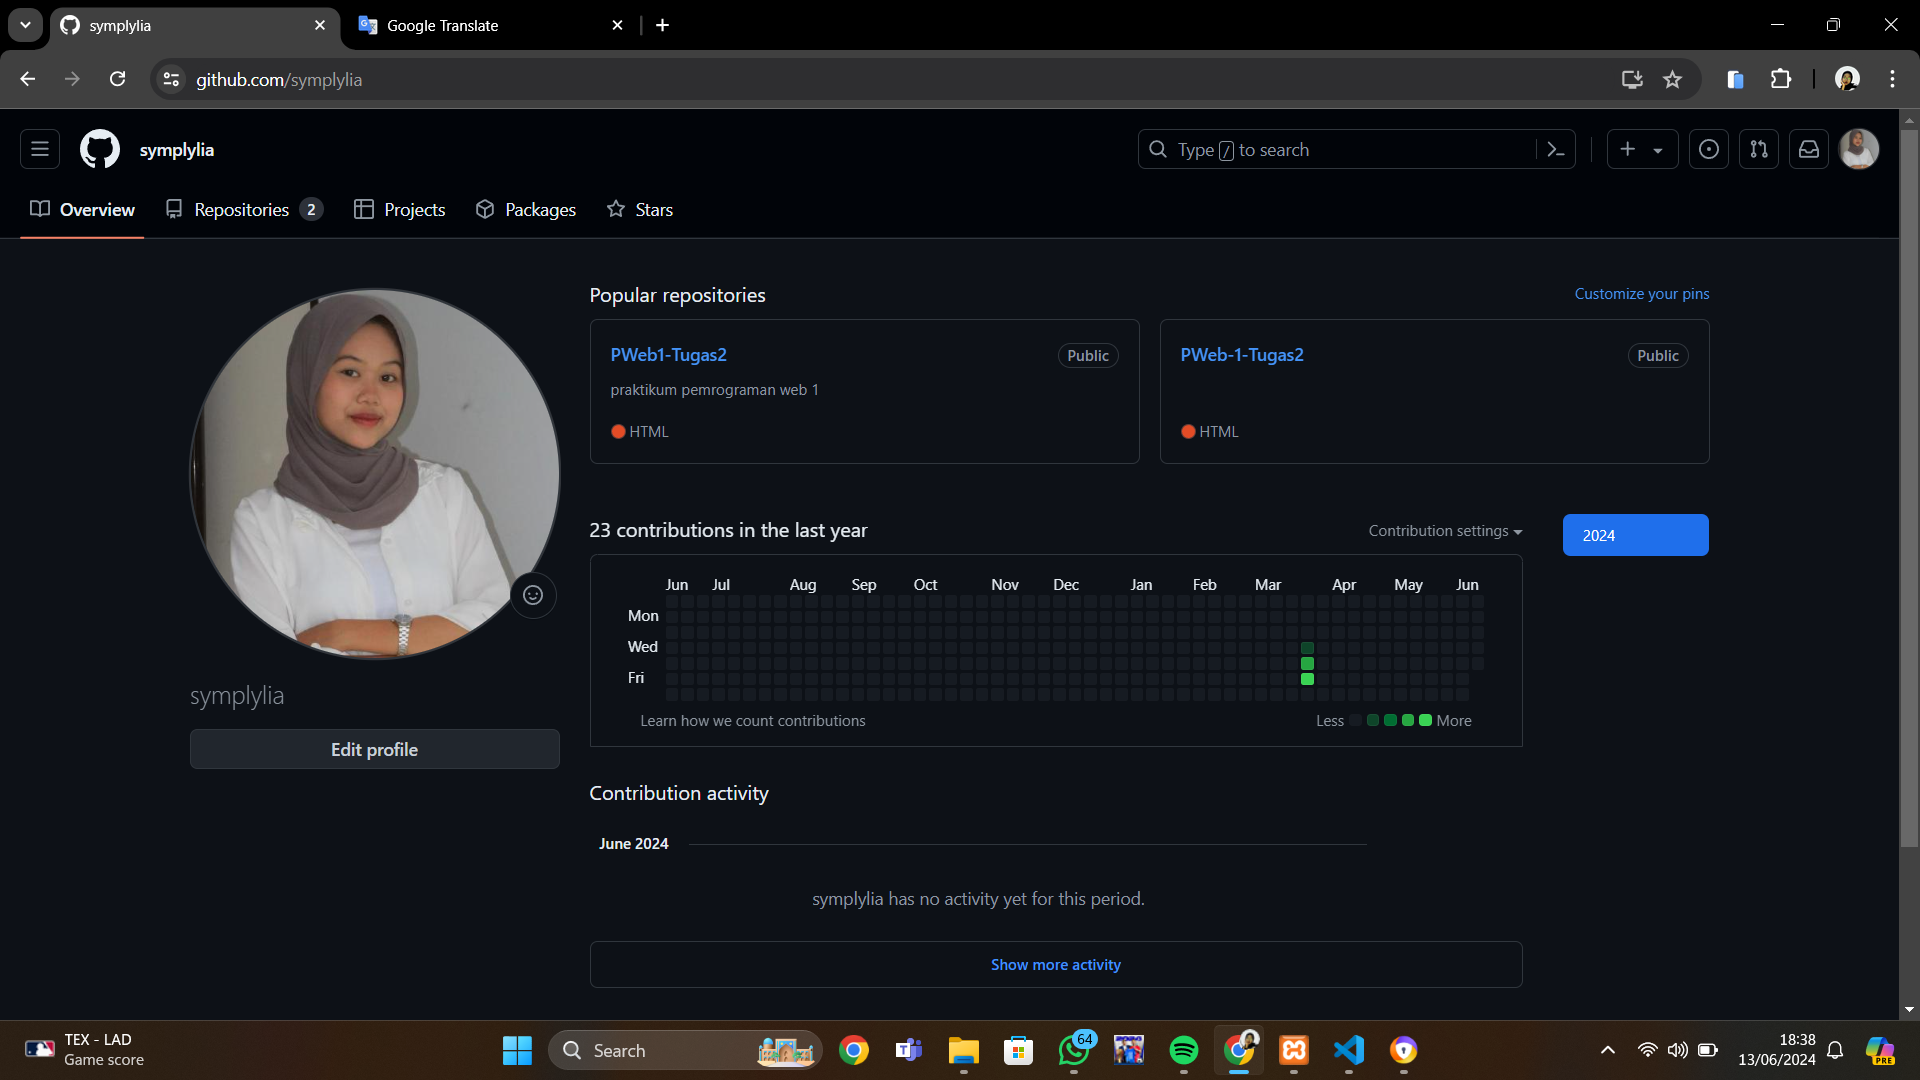 symplylia
Google Translate
github.com/symplylia
symplylia
Type / to search
Overview
Repositories 2
Projects
Packages
Stars
Popular repositories
Customize your pins
PWeb1-Tugas2
Public
praktikum pemrograman web 1
HTML
PWeb-1-Tugas2
Public
HTML
symplylia
Edit profile
23 contributions in the last year
Contribution settings
2024
Jun Jul Aug Sep Oct Nov Dec Jan Feb Mar Apr May Jun
Mon
Wed
Fri
Learn how we count contributions
Less More
Contribution activity
June 2024
symplylia has no activity yet for this period.
Show more activity
TEX - LAD
Game score
Search
64
18:38
13/06/2024
PRE